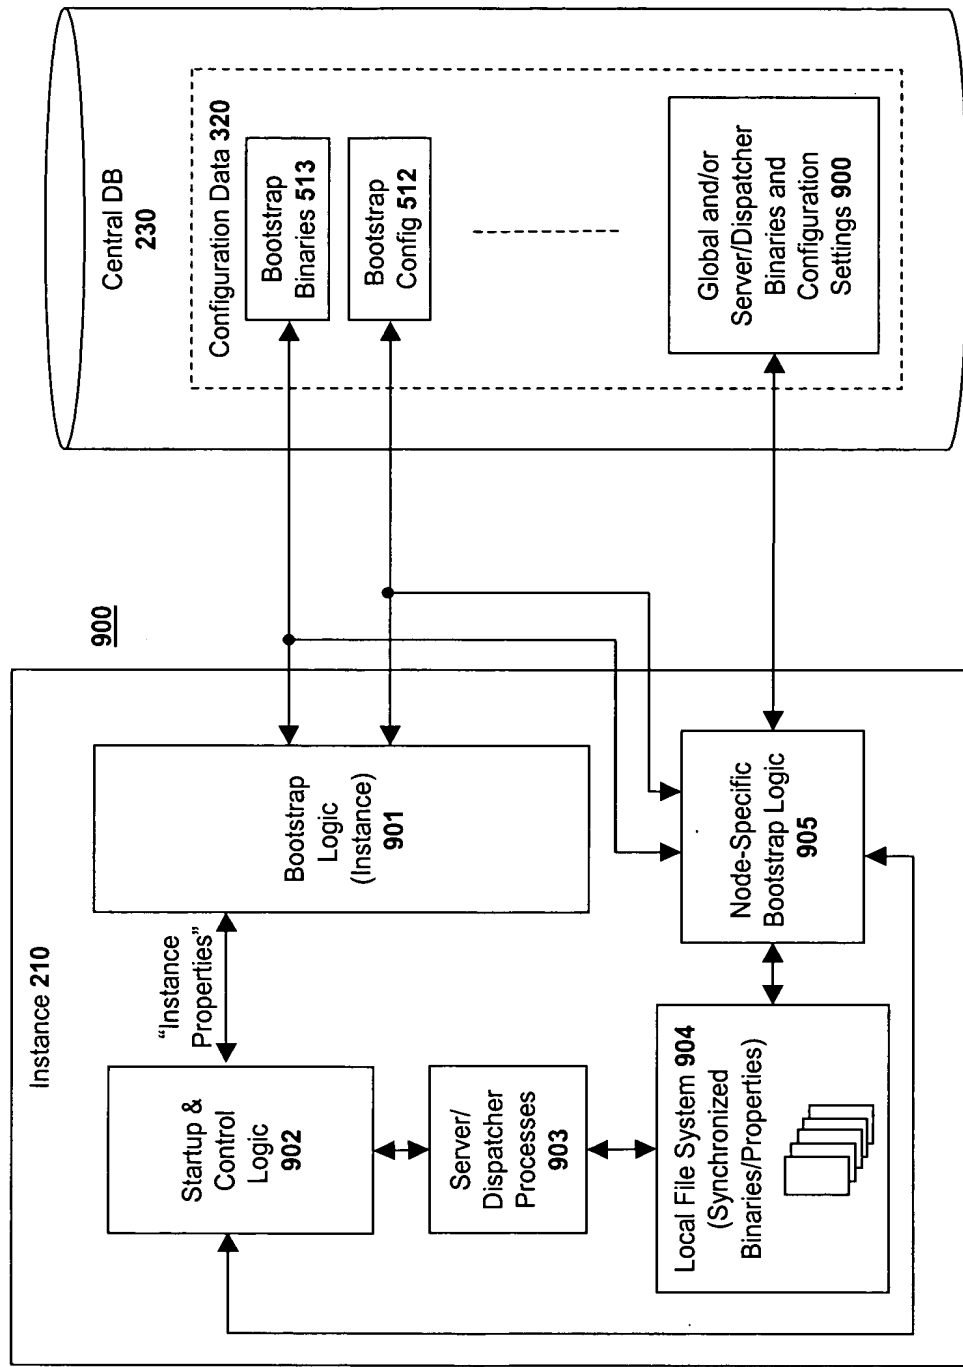 Central DB
230
Configuration Data 320
Bootstrap
Binaries 513
Bootstrap
Config 512
Global and/or
Server/Dispatcher
Binaries and
Configuration
Settings 900
900
Instance 210
Bootstrap
Logic
(Instance)
901
"Instance
Properties"
Startup &
Control
Logic
902
Server/
Dispatcher
Processes
903
Node-Specific
Bootstrap Logic
905
Local File System 904
(Synchronized
Binaries/Properties)